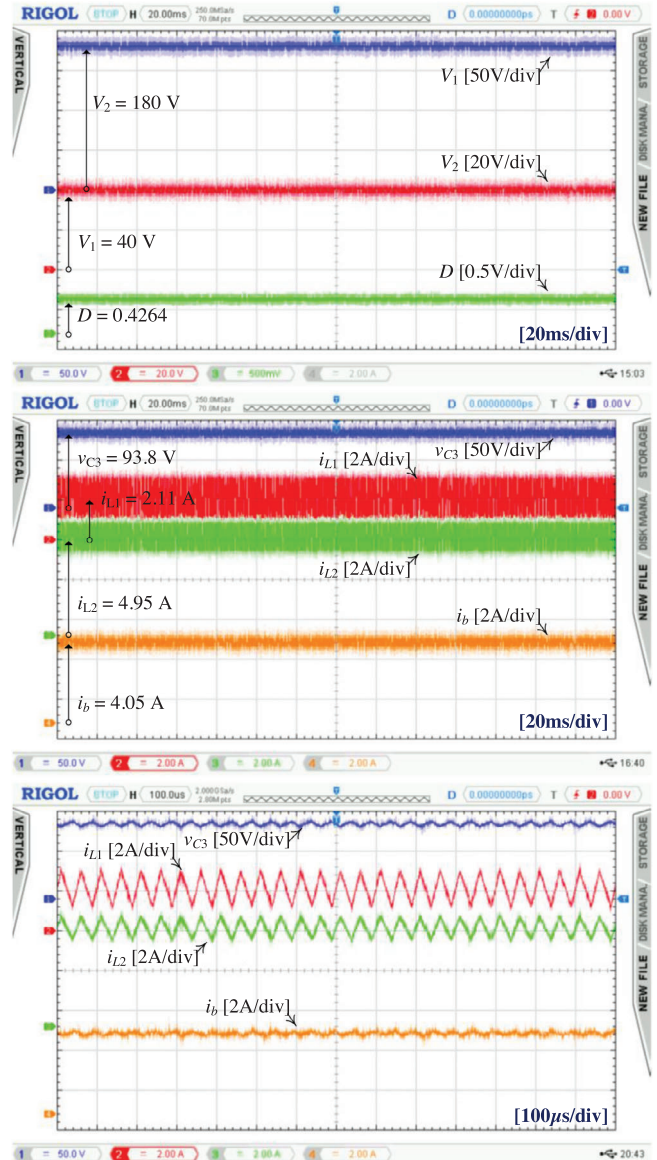 RIGOL STOP H 20.00ms 250.0MSa/s 70.0M pts D 0.00000000ps T 2 0.00 V
VERTICAL
STORAGE
DISK MANA.
NEW FILE
V1 [50V/div]
V2 = 180 V
V2 [20V/div]
V1 = 40 V
D [0.5V/div]
D = 0.4264
[20ms/div]
1 = 50.0 V 2 = 20.0 V 3 = 500mV 4 = 2.00 A 15:03
RIGOL STOP H 20.00ms 250.0MSa/s 70.0M pts D 0.00000000ps T 1 0.00 V
VERTICAL
STORAGE
DISK MANA.
NEW FILE
vC3 = 93.8 V
iL1 [2A/div]
vC3 [50V/div]
iL1 = 2.11 A
iL2 [2A/div]
iL2 = 4.95 A
ib [2A/div]
ib = 4.05 A
[20ms/div]
1 = 50.0 V 2 = 2.00 A 3 = 2.00 A 4 = 2.00 A 16:40
RIGOL STOP H 100.0us D 0.00000000ps T 2 0.00 V
VERTICAL
STORAGE
DISK MANA.
NEW FILE
vC3 [50V/div]
iL1 [2A/div]
iL2 [2A/div]
ib [2A/div]
[100µs/div]
1 = 50.0 V 2 = 2.00 A 3 = 2.00 A 4 = 2.00 A 20:43